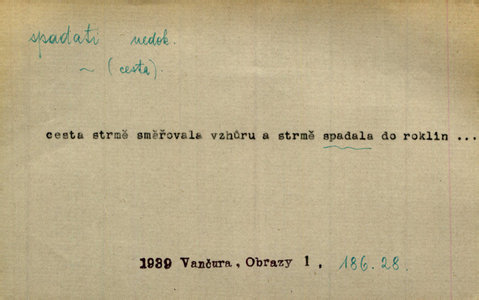 spadati nedok.
~ (cesta).
cesta strmě směřovala vzhůru a strmě spadala do roklin ...
1939 Vančura, Obrazy 1, 186.28.